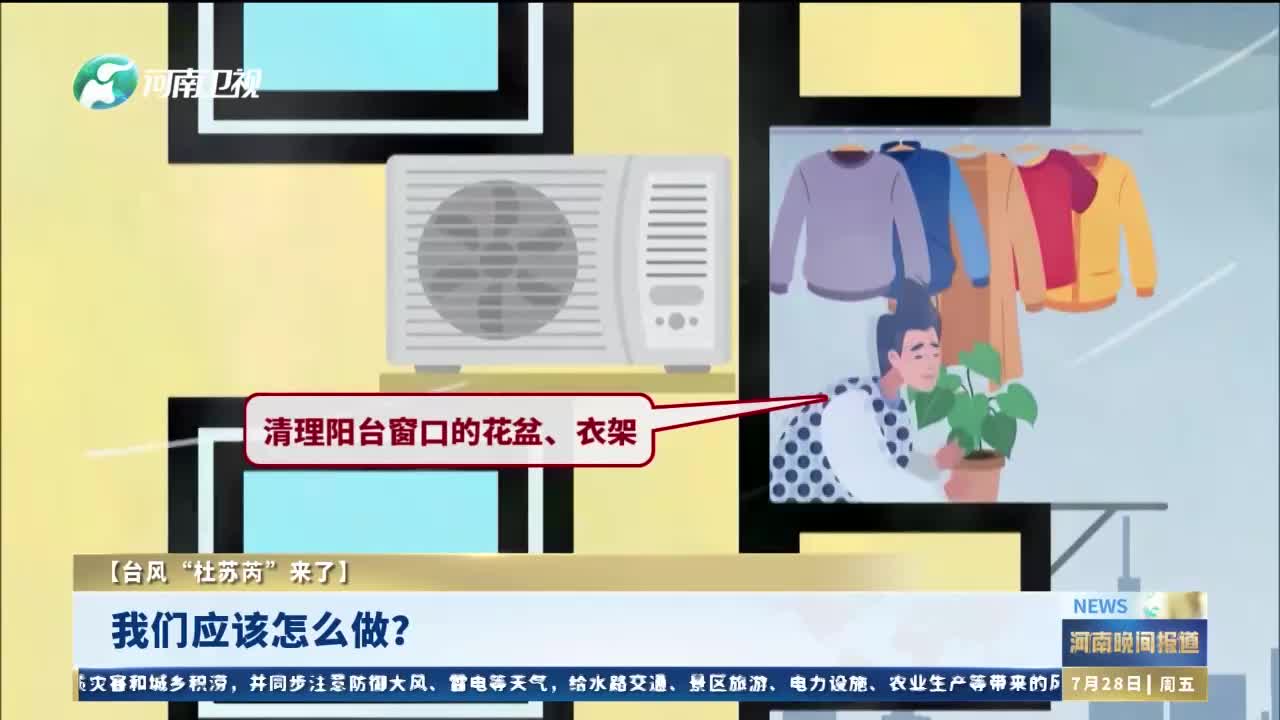 河南卫视
清理阳台窗口的花盆、衣架
【台风“杜苏芮”来了】
我们应该怎么做?
NEWS
河南晚间报道
灾害和城乡积涝，并同步注意防御大风、雷电等天气，给水路交通、景区旅游、电力设施、农业生产等带来的风
7月28日| 周五